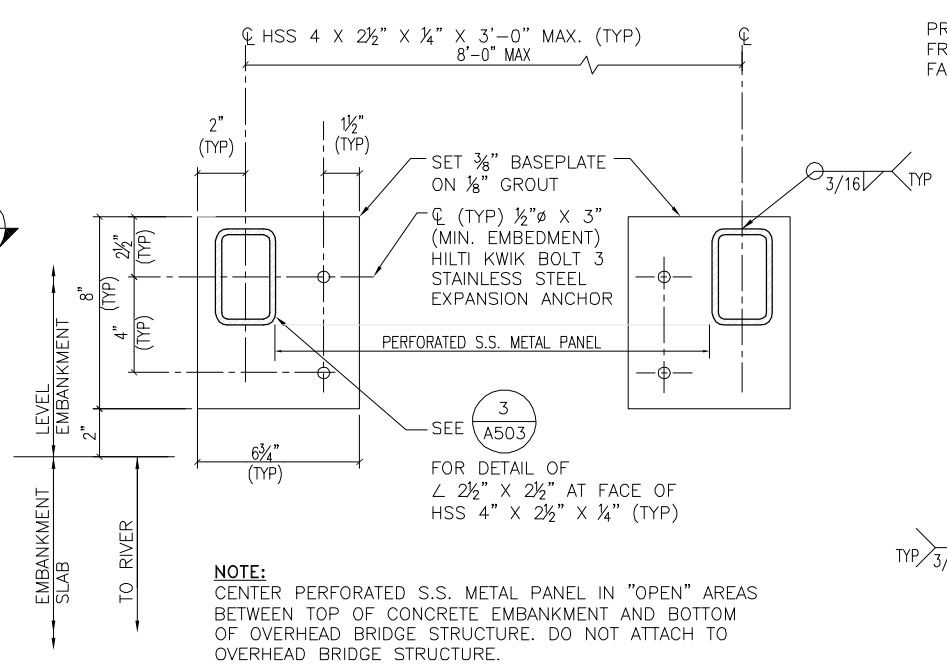 ℄ HSS 4 X 2½" X ¼" X 3'-0" MAX. (TYP)
℄
8'-0" MAX
PR
FR
FA
2"
(TYP)
1½"
(TYP)
SET ⅜" BASEPLATE
ON ⅛" GROUT
3/16
TYP
℄ (TYP) ½"ø X 3"
(MIN. EMBEDMENT)
HILTI KWIK BOLT 3
STAINLESS STEEL
EXPANSION ANCHOR
2½"
(TYP)
8"
(TYP)
4"
(TYP)
PERFORATED S.S. METAL PANEL
LEVEL
EMBANKMENT
2"
6¾"
(TYP)
SEE
3
A503
FOR DETAIL OF
∠ 2½" X 2½" AT FACE OF
HSS 4" X 2½" X ¼" (TYP)
EMBANKMENT
SLAB
TO RIVER
TYP
3/
NOTE:
CENTER PERFORATED S.S. METAL PANEL IN "OPEN" AREAS
BETWEEN TOP OF CONCRETE EMBANKMENT AND BOTTOM
OF OVERHEAD BRIDGE STRUCTURE. DO NOT ATTACH TO
OVERHEAD BRIDGE STRUCTURE.